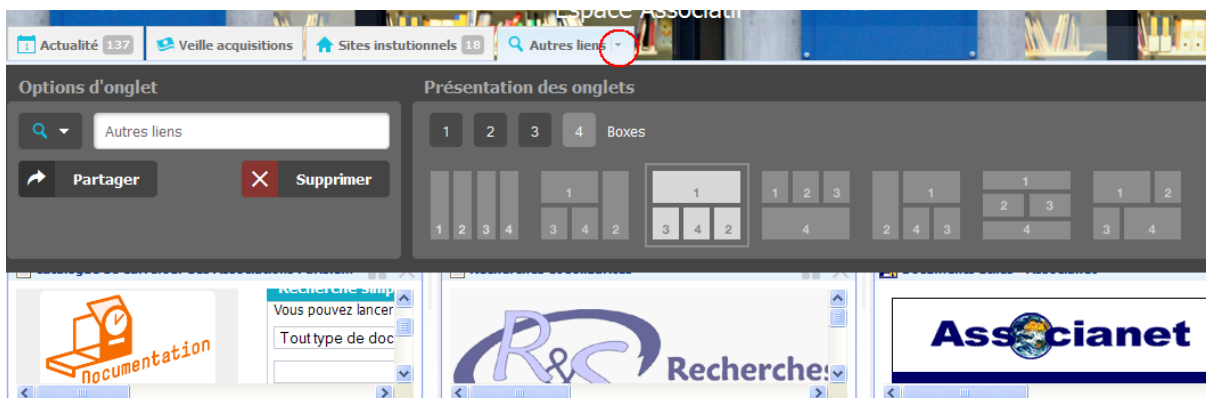 Espace Associatif
1 Actualité 137 Veille acquisitions Sites instutionnels 18 Autres liens
Options d'onglet
Présentation des onglets
Autres liens
1 2 3 4 Boxes
Partager
Supprimer
1 2 3 4
1
3 4 2
1
3 4 2
1 2 3
4
1
2 4 3
1
2 3
4
1 2
3 4
Recherche simp
Vous pouvez lancer
Tout type de doc
Documentation
R&S
Recherches
Associanet